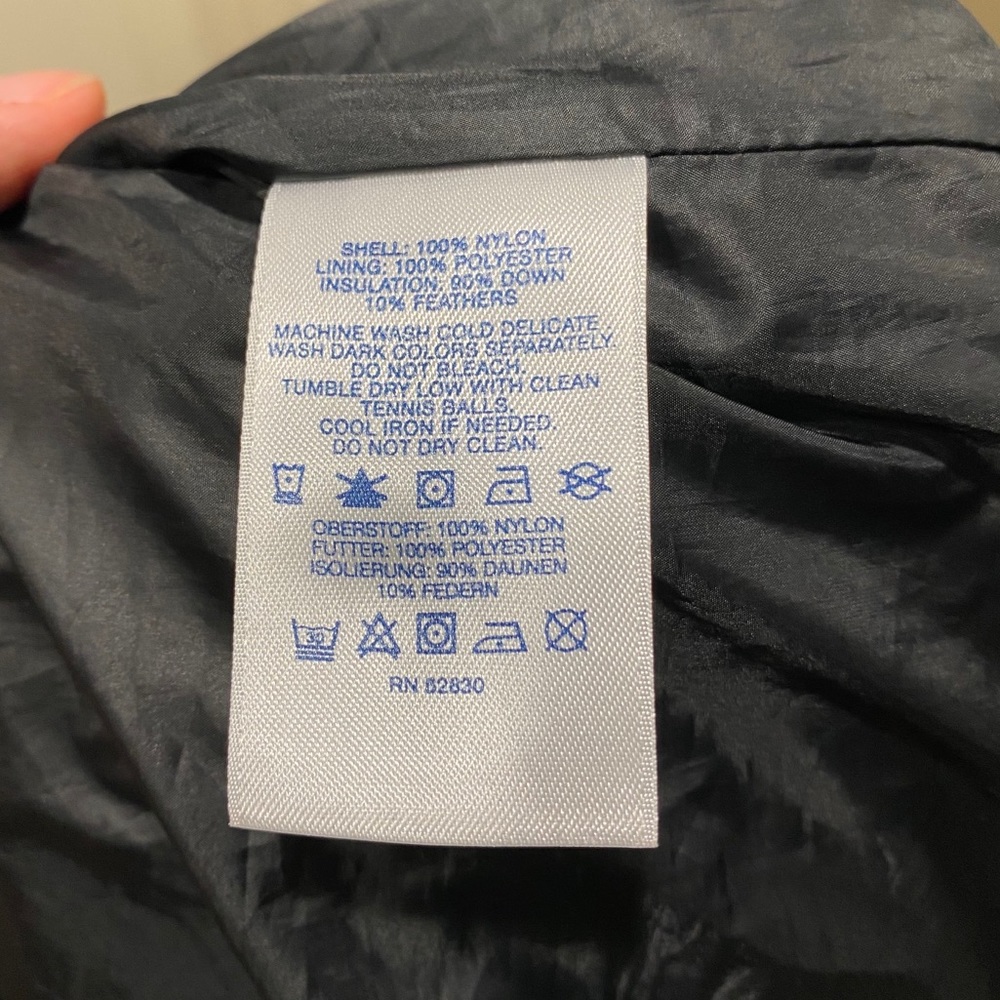 SHELL: 100% NYLON
LINING: 100% POLYESTER
INSULATION, 90% DOWN
10% FEATHERS
MACHINE WASH COLD DELICATE.
WASH DARK COLORS SEPARATELY.
DO NOT BLEACH.
TUMBLE DRY LOW WITH CLEAN
TENNIS BALLS.
COOL IRON IF NEEDED.
DO NOT DRY CLEAN.
OBERSTOFF: 100% NYLON
FUTTER: 100% POLYESTER
ISOLIERUNG: 90% DAUNEN
10% FEDERN
30
RN 52830